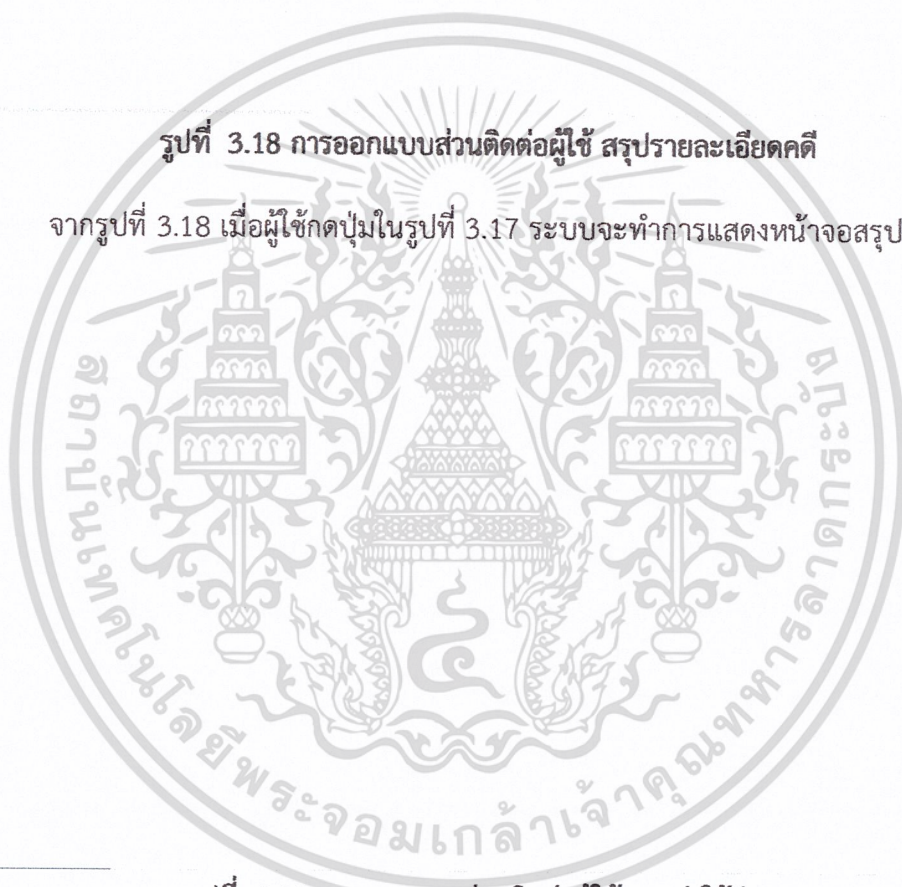 รูปที่ 3.18 การออกแบบส่วนติดต่อผู้ใช้ สรุปรายละเอียดคดี
จากรูปที่ 3.18 เมื่อผู้ใช้กดปุ่มในรูปที่ 3.17 ระบบจะทำการแสดงหน้าจอสรุป
สถาบันเทคโนโลยีพระจอมเกล้าเจ้าคุณทหารลาดกระบัง
๔